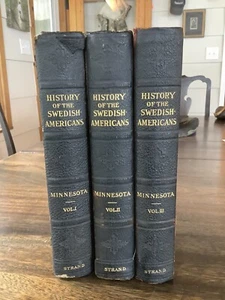 HISTORY
OF THE
SWEDISH-
AMERICANS
MINNESOTA
VOL. I
STRAND
HISTORY
OF THE
SWEDISH-
AMERICANS
MINNESOTA
VOL. II
STRAND
HISTORY
OF THE
SWEDISH-
AMERICANS
MINNESOTA
VOL. III
STRAND